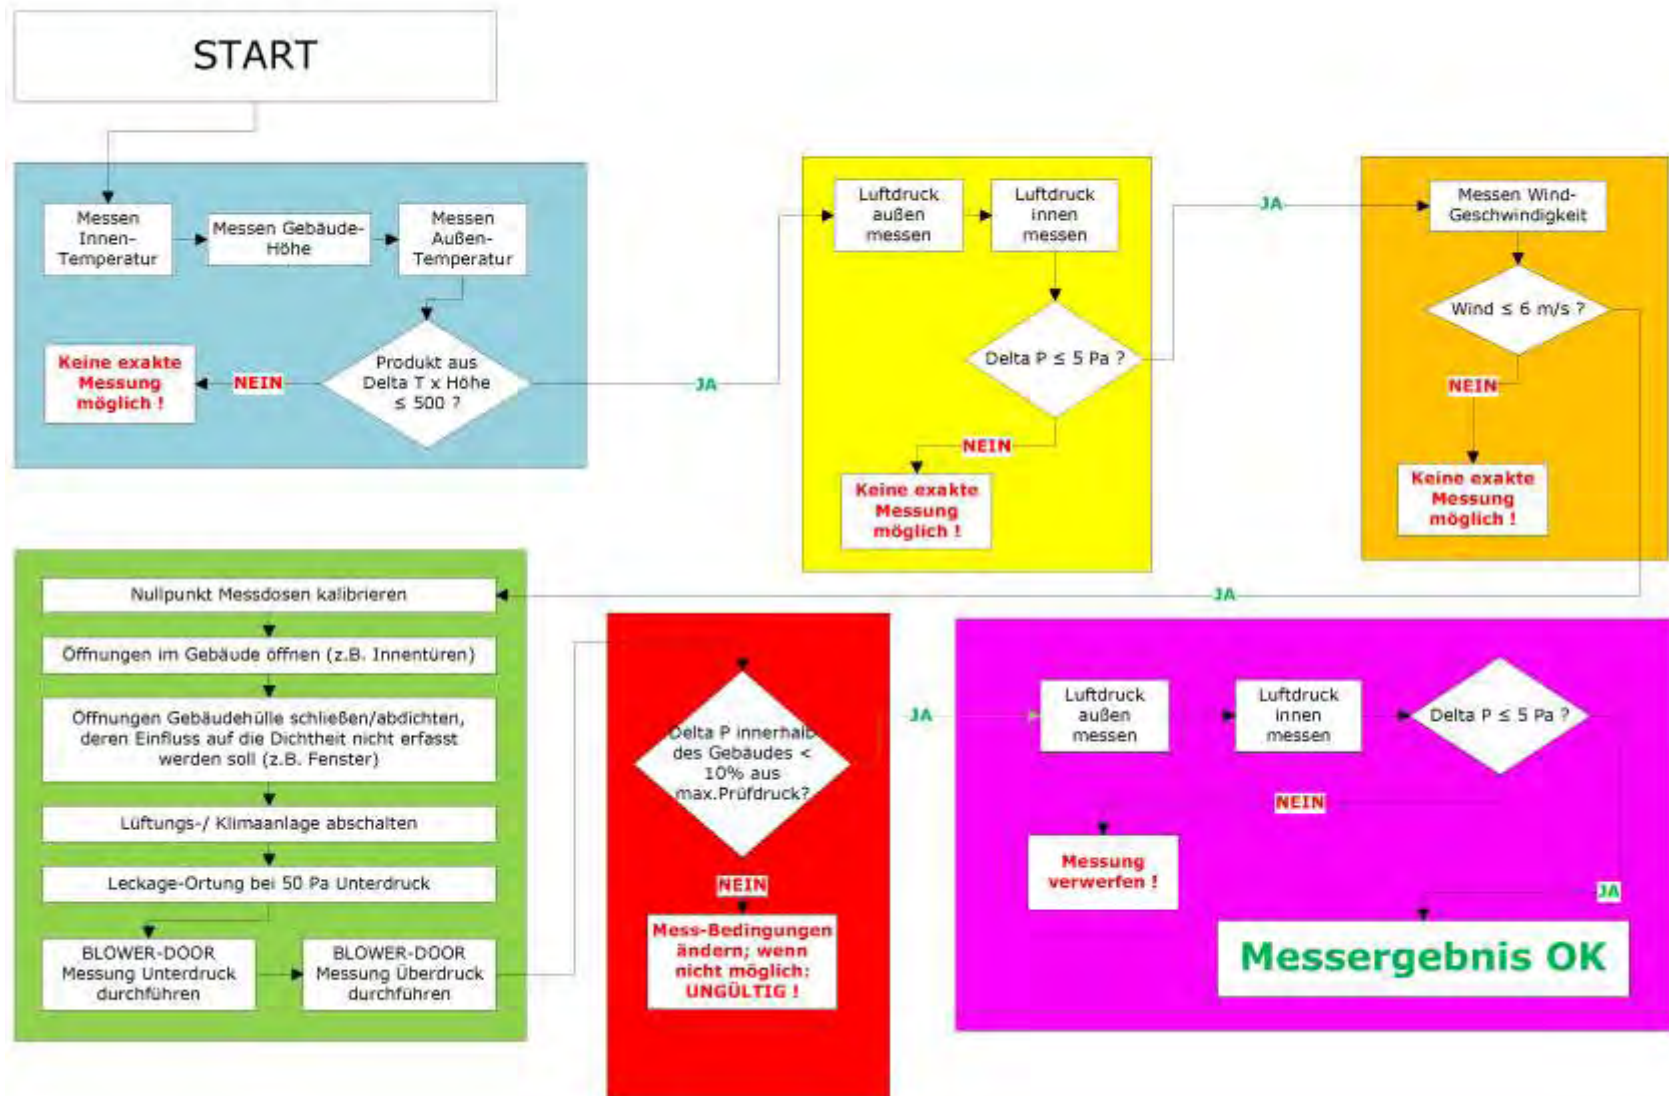 START
Messen
Innen-
Temperatur
Messen Gebäude-
Höhe
Messen
Außen-
Temperatur
Produkt aus
Delta T x Höhe
≤ 500 ?
NEIN
Keine exakte
Messung
möglich !
JA
Luftdruck
außen
messen
Luftdruck
innen
messen
Delta P ≤ 5 Pa ?
NEIN
Keine exakte
Messung
möglich !
JA
Messen Wind-
Geschwindigkeit
Wind ≤ 6 m/s ?
NEIN
Keine exakte
Messung
möglich !
JA
Nullpunkt Messdosen kalibrieren
Öffnungen im Gebäude öffnen (z.B. Innentüren)
Öffnungen Gebäudehülle schließen/abdichten,
deren Einfluss auf die Dichtheit nicht erfasst
werden soll (z.B. Fenster)
Lüftungs-/ Klimaanlage abschalten
Leckage-Ortung bei 50 Pa Unterdruck
BLOWER-DOOR
Messung Unterdruck
durchführen
BLOWER-DOOR
Messung Überdruck
durchführen
Delta P innerhalb
des Gebäudes <
10% aus
max.Prüfdruck?
NEIN
Mess-Bedingungen
ändern; wenn
nicht möglich:
UNGÜLTIG !
JA
Luftdruck
außen
messen
Luftdruck
innen
messen
Delta P ≤ 5 Pa ?
NEIN
Messung
verwerfen !
JA
Messergebnis OK